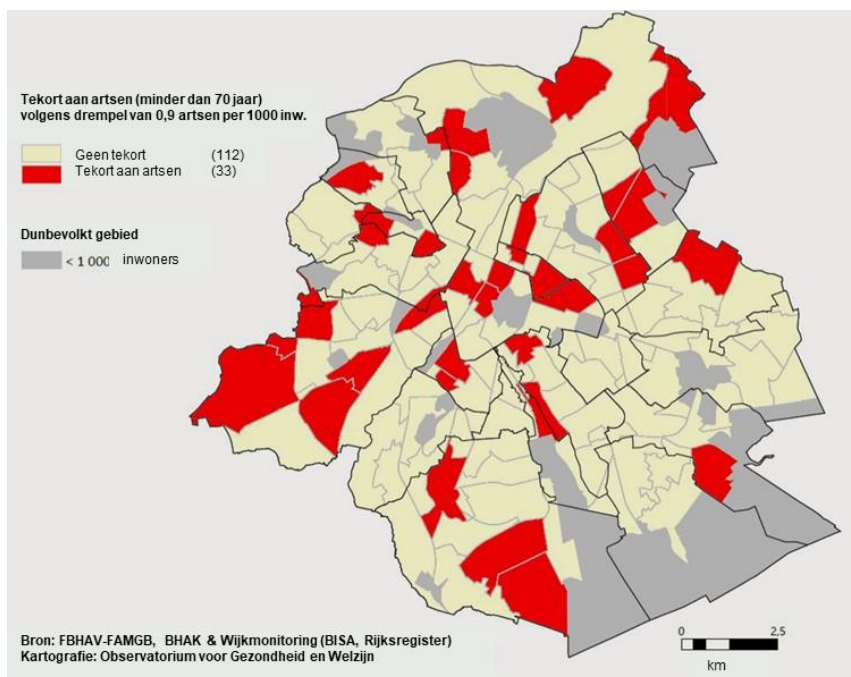 Tekort aan artsen (minder dan 70 jaar)
volgens drempel van 0,9 artsen per 1000 inw.
Geen tekort (112)
Tekort aan artsen (33)
Dunbevolkt gebied
< 1 000 inwoners
Bron: FBHAV-FAMGB, BHAK & Wijkmonitoring (BISA, Rijksregister)
Kartografie: Observatorium voor Gezondheid en Welzijn
0 2,5
km